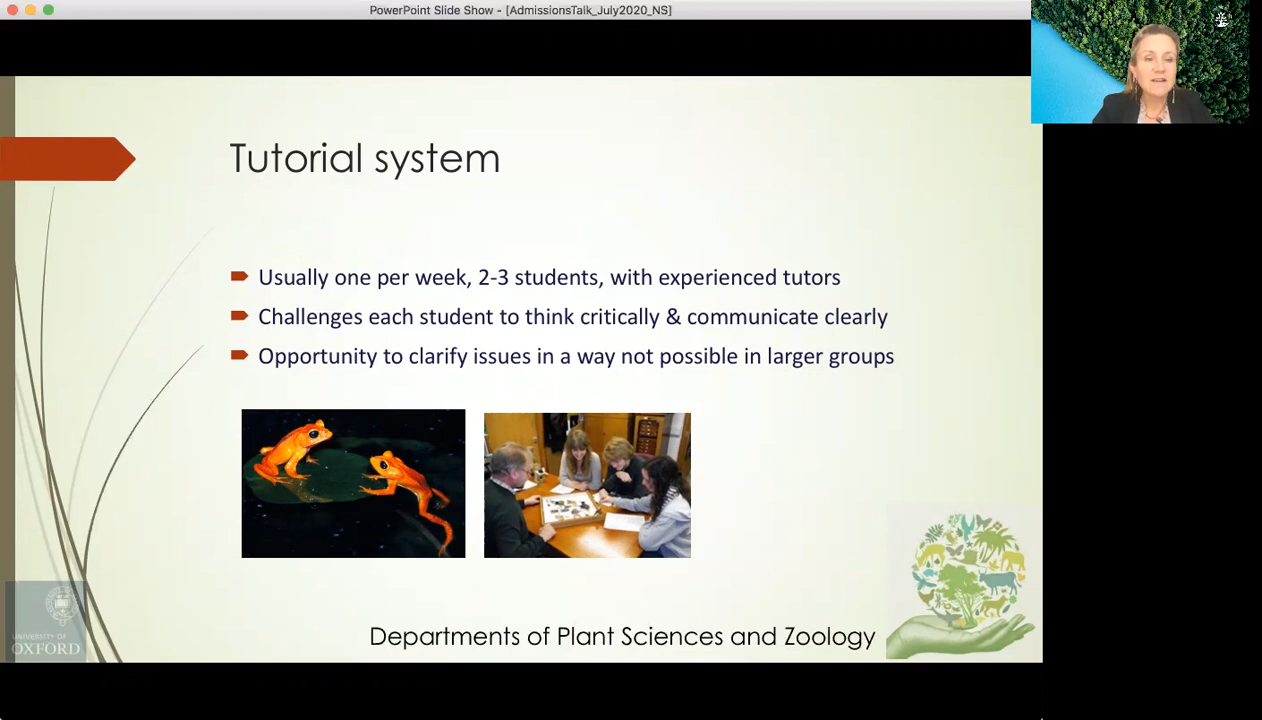 PowerPoint Slide Show - [AdmissionsTalk_July2020_NS]
Tutorial system
Usually one per week, 2-3 students, with experienced tutors
Challenges each student to think critically & communicate clearly
Opportunity to clarify issues in a way not possible in larger groups
UNIVERSITY OF
OXFORD
Departments of Plant Sciences and Zoology